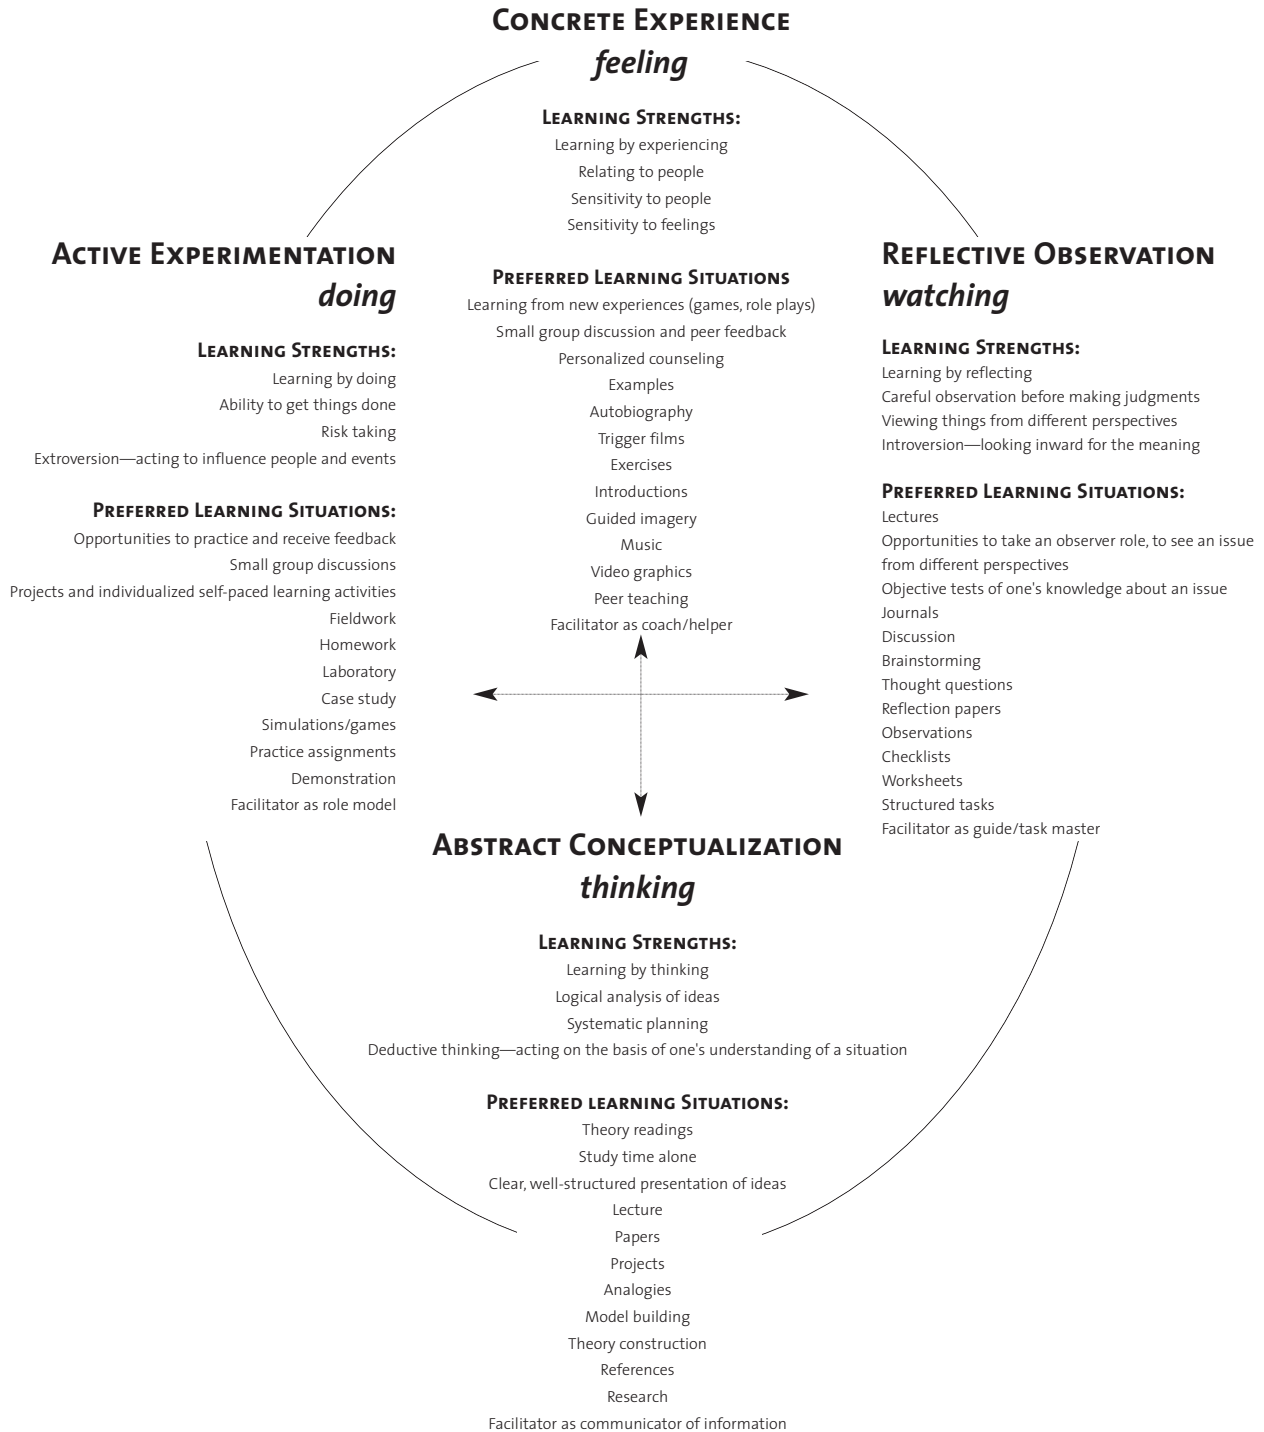 CONCRETE EXPERIENCE
feeling
LEARNING STRENGTHS:
Learning by experiencing
Relating to people
Sensitivity to people
Sensitivity to feelings
PREFERRED LEARNING SITUATIONS
Learning from new experiences (games, role plays)
Small group discussion and peer feedback
Personalized counseling
Examples
Autobiography
Trigger films
Exercises
Introductions
Guided imagery
Music
Video graphics
Peer teaching
Facilitator as coach/helper
ACTIVE EXPERIMENTATION
doing
LEARNING STRENGTHS:
Learning by doing
Ability to get things done
Risk taking
Extroversion—acting to influence people and events
PREFERRED LEARNING SITUATIONS:
Opportunities to practice and receive feedback
Small group discussions
Projects and individualized self-paced learning activities
Fieldwork
Homework
Laboratory
Case study
Simulations/games
Practice assignments
Demonstration
Facilitator as role model
REFLECTIVE OBSERVATION
watching
LEARNING STRENGTHS:
Learning by reflecting
Careful observation before making judgments
Viewing things from different perspectives
Introversion—looking inward for the meaning
PREFERRED LEARNING SITUATIONS:
Lectures
Opportunities to take an observer role, to see an issue
from different perspectives
Objective tests of one's knowledge about an issue
Journals
Discussion
Brainstorming
Thought questions
Reflection papers
Observations
Checklists
Worksheets
Structured tasks
Facilitator as guide/task master
ABSTRACT CONCEPTUALIZATION
thinking
LEARNING STRENGTHS:
Learning by thinking
Logical analysis of ideas
Systematic planning
Deductive thinking—acting on the basis of one's understanding of a situation
PREFERRED LEARNING SITUATIONS:
Theory readings
Study time alone
Clear, well-structured presentation of ideas
Lecture
Papers
Projects
Analogies
Model building
Theory construction
References
Research
Facilitator as communicator of information